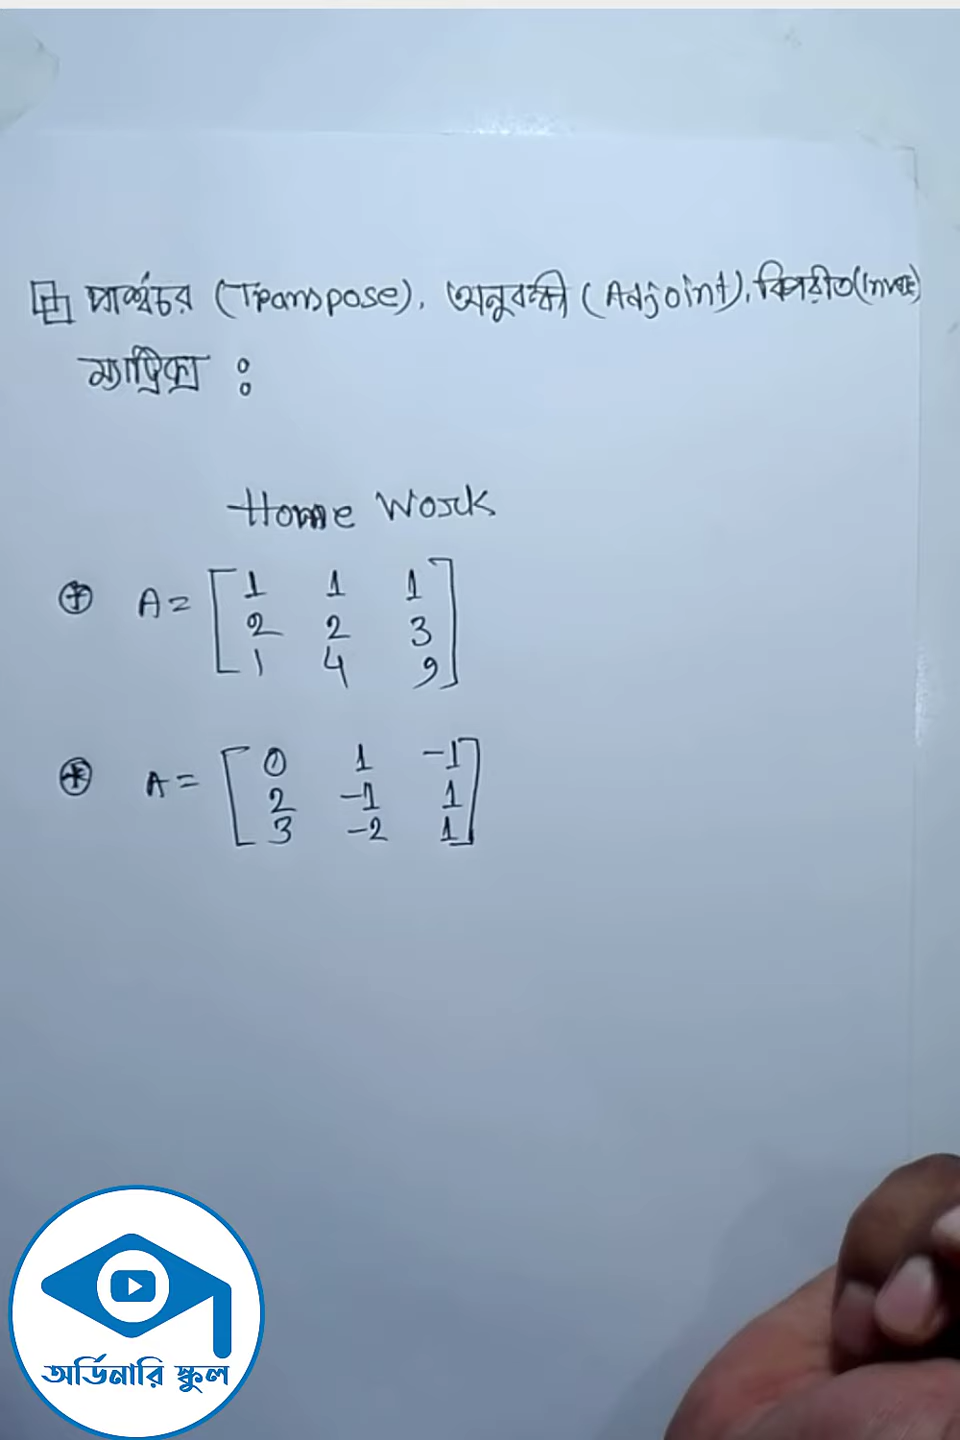 পার্শ্বচর (Transpose), অনুবন্ধী (Adjoint), বিপরীত (Inverse)
ম্যাট্রিক্স :
Home Work
A = [1 1 1
2 2 3
1 4 9]
A = [0 1 -1
2 -1 1
3 -2 1]
অর্ডিনারি স্কুল